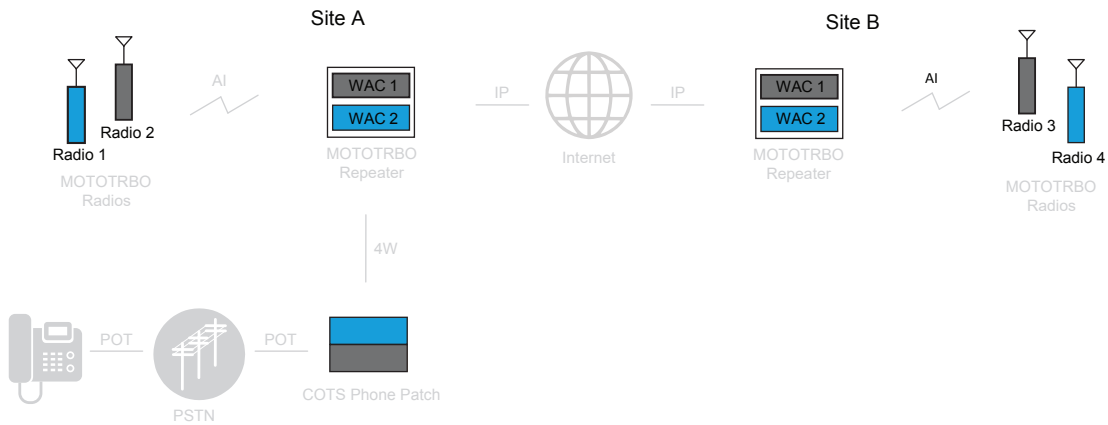 Site A
Site B
AI
WAC 1
WAC 2
IP
IP
WAC 1
WAC 2
AI
Radio 2
Radio 1
Radio 3
Radio 4
MOTOTRBO
Radios
MOTOTRBO
Repeater
Internet
MOTOTRBO
Repeater
MOTOTRBO
Radios
4W
POT
POT
COTS Phone Patch
PSTN